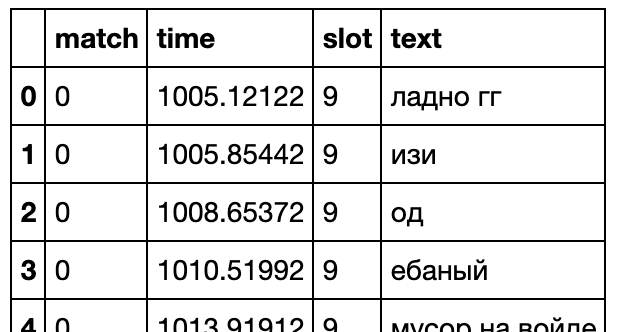 match time slot text
0 0 1005.12122 9 ладно гг
1 0 1005.85442 9 изи
2 0 1008.65372 9 од
3 0 1010.51992 9 ебаный
4 0 1013.91912 9 мусор на войде